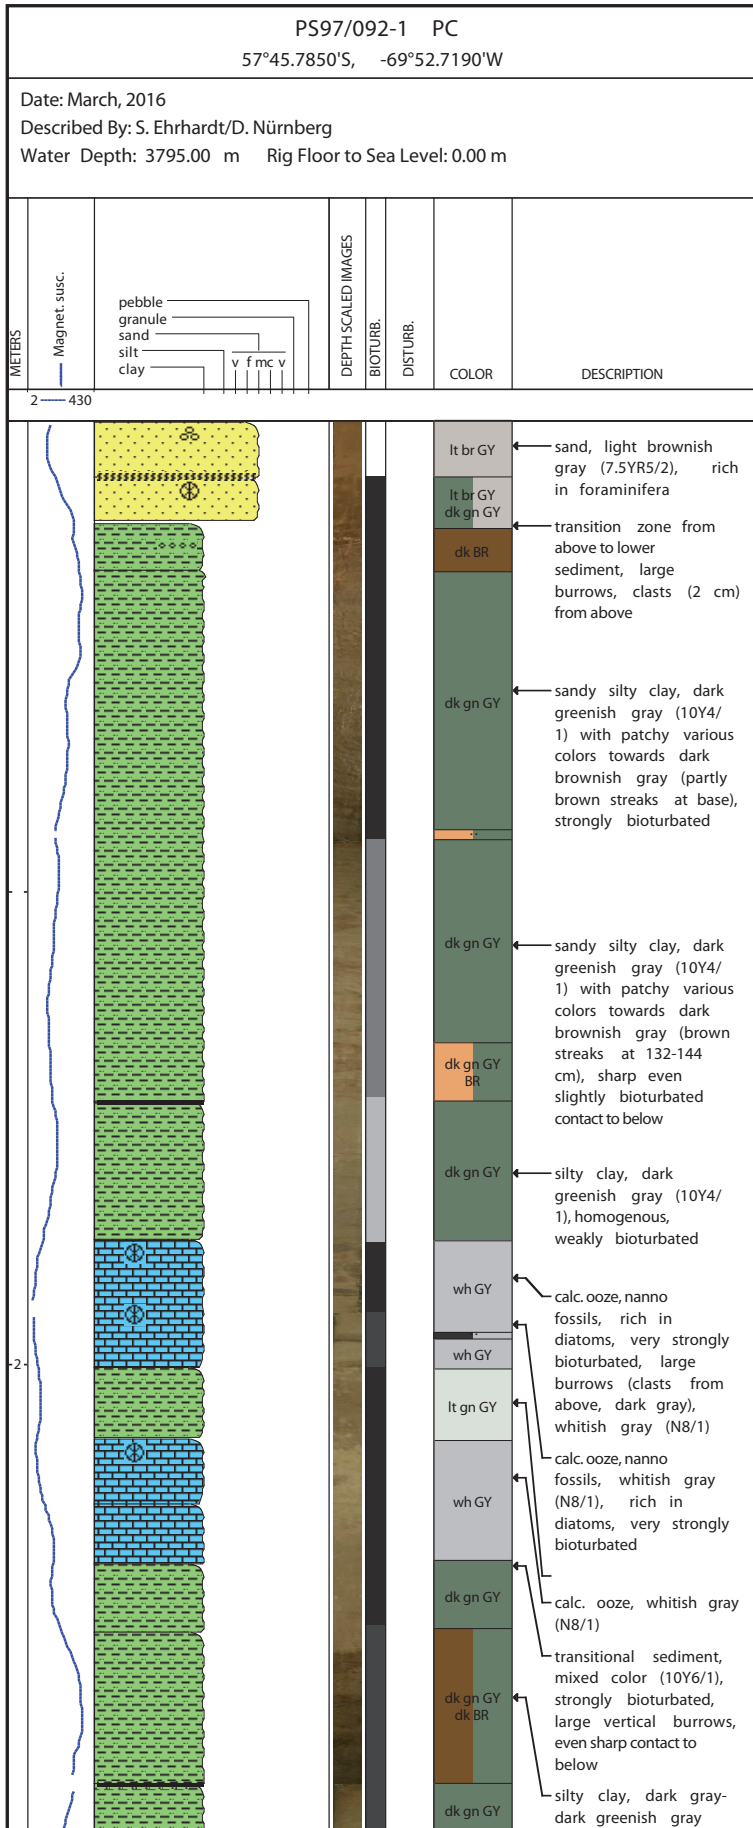 PS97/092-1 PC
57°45.7850'S, -69°52.7190'W
Date: March, 2016
Described By: S. Ehrhardt/D. Nürnberg
Water Depth: 3795.00 m Rig Floor to Sea Level: 0.00 m
METERS
Magnet. susc.
pebble
granule
sand
silt
clay
v f m c v
DEPTH SCALED IMAGES
BIOTURB.
DISTURB.
COLOR
DESCRIPTION
2 430
lt br GY
lt br GY
dk gn GY
dk BR
dk gn GY
dk gn GY
dk gn GY
BR
dk gn GY
wh GY
wh GY
lt gn GY
wh GY
dk gn GY
dk gn GY
dk BR
dk gn GY
2
sand, light brownish
gray (7.5YR5/2), rich
in foraminifera
transition zone from
above to lower
sediment, large
burrows, clasts (2 cm)
from above
sandy silty clay, dark
greenish gray (10Y4/
1) with patchy various
colors towards dark
brownish gray (partly
brown streaks at base),
strongly bioturbated
sandy silty clay, dark
greenish gray (10Y4/
1) with patchy various
colors towards dark
brownish gray (brown
streaks at 132-144
cm), sharp even
slightly bioturbated
contact to below
silty clay, dark
greenish gray (10Y4/
1), homogenous,
weakly bioturbated
calc. ooze, nanno
fossils, rich in
diatoms, very strongly
bioturbated, large
burrows (clasts from
above, dark gray),
whitish gray (N8/1)
calc. ooze, nanno
fossils, whitish gray
(N8/1), rich in
diatoms, very strongly
bioturbated
calc. ooze, whitish gray
(N8/1)
transitional sediment,
mixed color (10Y6/1),
strongly bioturbated,
large vertical burrows,
even sharp contact to
below
silty clay, dark gray-
dark greenish gray